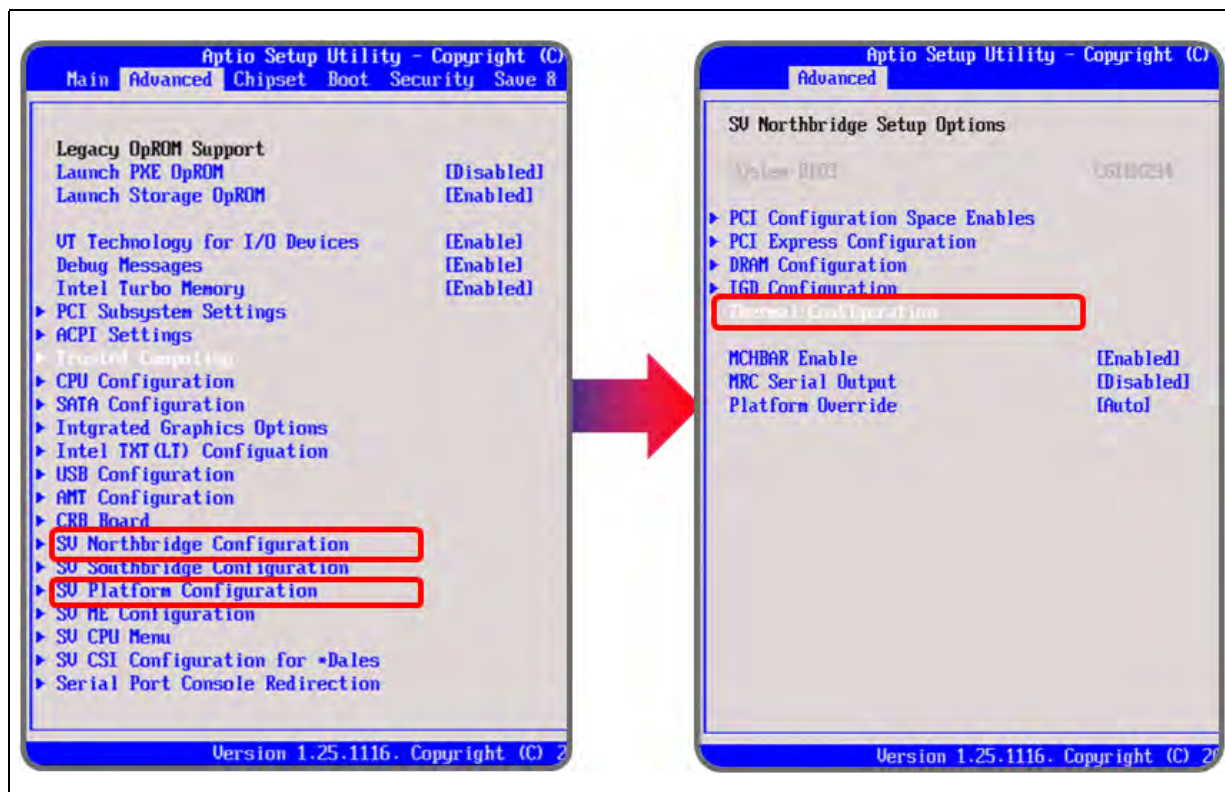 Aptio Setup Utility - Copyright (C)
Main Advanced Chipset Boot Security Save &
Legacy OpROM Support
Launch PXE OpROM [Disabled]
Launch Storage OpROM [Enabled]
VT Technology for I/O Devices [Enable]
Debug Messages [Enable]
Intel Turbo Memory [Enabled]
PCI Subsystem Settings
ACPI Settings
Trusted Computing
CPU Configuration
SATA Configuration
Intgrated Graphics Options
Intel TXT(LT) Configuation
USB Configuration
AMT Configuration
CRB Board
SV Northbridge Configuration
SV Southbridge Configuration
SV Platform Configuration
SV ME Configuration
SV CPU Menu
SV CSI Configuration for *Dales
Serial Port Console Redirection
Version 1.25.1116. Copyright (C) 2
Aptio Setup Utility - Copyright (C)
Advanced
SV Northbridge Setup Options
PCI Configuration Space Enables
PCI Express Configuration
DRAM Configuration
IGD Configuration
Thermal Configuration
MCHBAR Enable [Enabled]
MRC Serial Output [Disabled]
Platform Override [Auto]
Version 1.25.1116. Copyright (C) 20